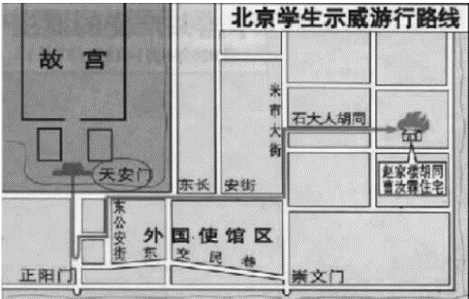 北京学生示威游行路线
故宫
米市大街
石大人胡同
天安门
赵家楼胡同
曹汝霖住宅
东长安街
东公安街
外国使馆区
东交民巷
正阳门
崇文门